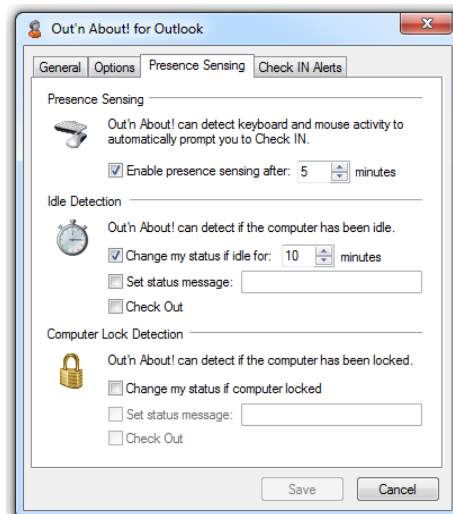 Out'n About! for Outlook
General Options Presence Sensing Check IN Alerts
Presence Sensing
Out'n About! can detect keyboard and mouse activity to
automatically prompt you to Check IN.
Enable presence sensing after: 5 minutes
Idle Detection
Out'n About! can detect if the computer has been idle.
Change my status if idle for: 10 minutes
Set status message:
Check Out
Computer Lock Detection
Out'n About! can detect if the computer has been locked.
Change my status if computer locked
Set status message:
Check Out
Save Cancel